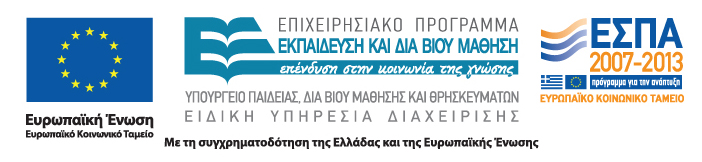 Ευρωπαϊκή Ένωση
Ευρωπαϊκό Κοινωνικό Ταμείο
ΕΠΙΧΕΙΡΗΣΙΑΚΟ ΠΡΟΓΡΑΜΜΑ
ΕΚΠΑΙΔΕΥΣΗ ΚΑΙ ΔΙΑ ΒΙΟΥ ΜΑΘΗΣΗ
επένδυση στην κοινωνία της γνώσης
ΥΠΟΥΡΓΕΙΟ ΠΑΙΔΕΙΑΣ, ΔΙΑ ΒΙΟΥ ΜΑΘΗΣΗΣ ΚΑΙ ΘΡΗΣΚΕΥΜΑΤΩΝ
ΕΙΔΙΚΗ ΥΠΗΡΕΣΙΑ ΔΙΑΧΕΙΡΙΣΗΣ
ΕΣΠΑ
2007-2013
πρόγραμμα για την ανάπτυξη
ΕΥΡΩΠΑΪΚΟ ΚΟΙΝΩΝΙΚΟ ΤΑΜΕΙΟ
Με τη συγχρηματοδότηση της Ελλάδας και της Ευρωπαϊκής Ένωσης